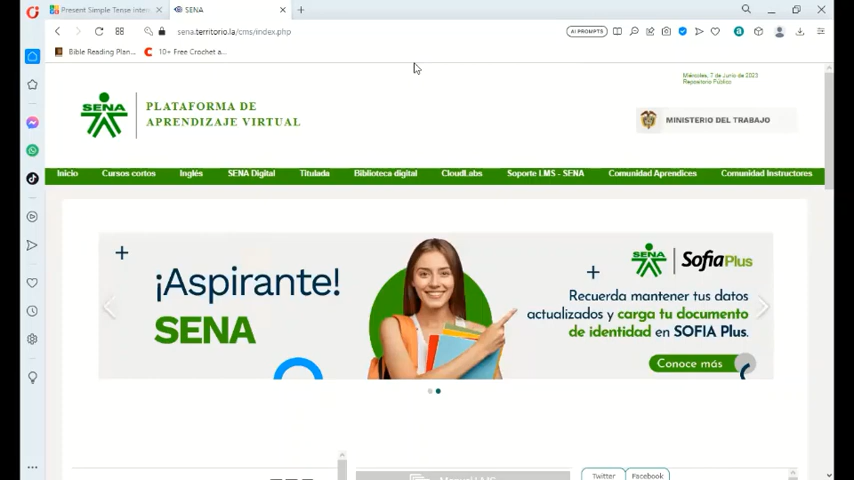 Present Simple Tense Inter
SENA
sena.territorio.la/cms/index.php
AI PROMPTS
Bible Reading Plan...
10+ Free Crochet a...
Miércoles, 7 de Junio de 2023
Repositorio Público
SENA
PLATAFORMA DE
APRENDIZAJE VIRTUAL
MINISTERIO DEL TRABAJO
Inicio Cursos cortos Inglés SENA Digital Titulada Biblioteca digital CloudLabs Soporte LMS - SENA Comunidad Aprendices Comunidad Instructores
¡Aspirante!
SENA
SENA SofiaPlus
Recuerda mantener tus datos
actualizados y carga tu documento
de identidad en SOFIA Plus.
Conoce más
Twitter Facebook